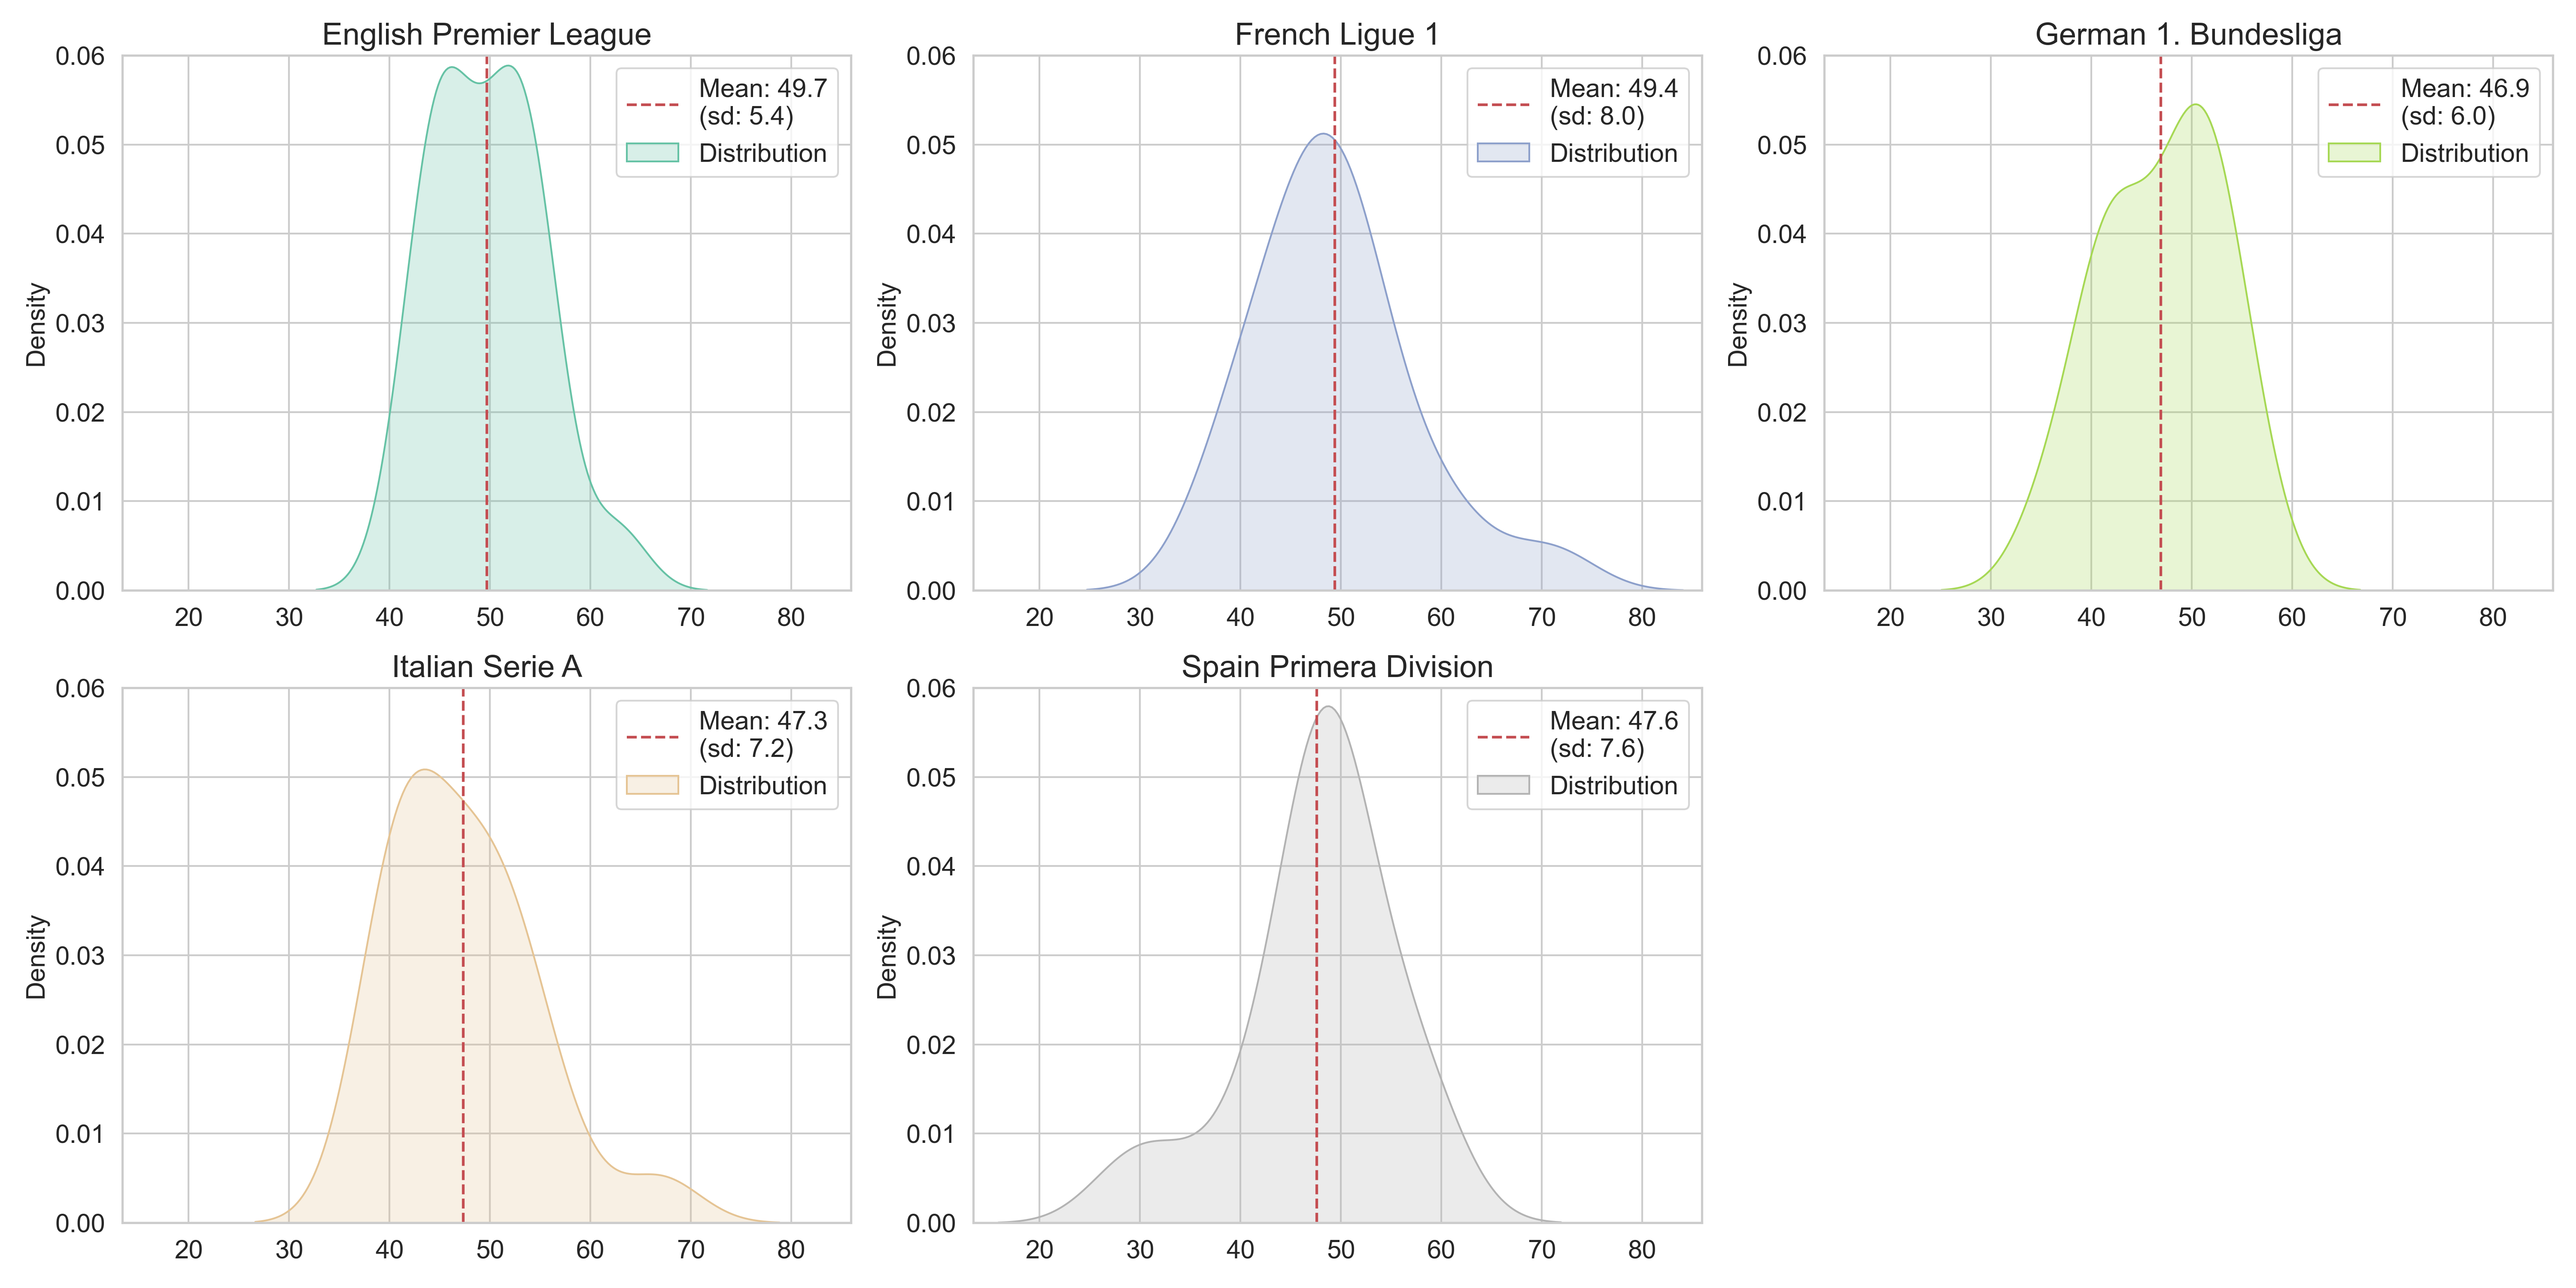 English Premier League
0.06
0.05
0.04
0.03
0.02
0.01
0.00
Density
20 30 40 50 60 70 80
Mean: 49.7
(sd: 5.4)
Distribution
French Ligue 1
0.06
0.05
0.04
0.03
0.02
0.01
0.00
Density
20 30 40 50 60 70 80
Mean: 49.4
(sd: 8.0)
Distribution
German 1. Bundesliga
0.06
0.05
0.04
0.03
0.02
0.01
0.00
Density
20 30 40 50 60 70 80
Mean: 46.9
(sd: 6.0)
Distribution
Italian Serie A
0.06
0.05
0.04
0.03
0.02
0.01
0.00
Density
20 30 40 50 60 70 80
Mean: 47.3
(sd: 7.2)
Distribution
Spain Primera Division
0.06
0.05
0.04
0.03
0.02
0.01
0.00
Density
20 30 40 50 60 70 80
Mean: 47.6
(sd: 7.6)
Distribution